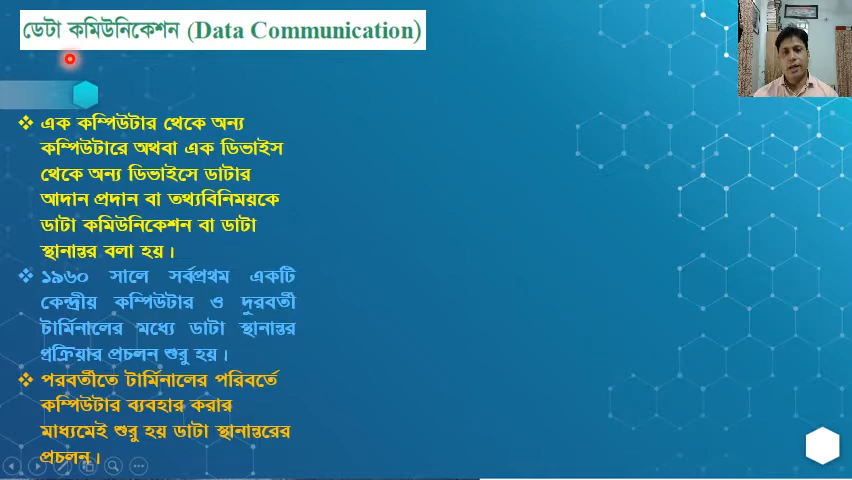 ডেটা কমিউনিকেশন (Data Communication)
❖ এক কম্পিউটার থেকে অন্য
কম্পিউটারে অথবা এক ডিভাইস
থেকে অন্য ডিভাইসে ডাটার
আদান প্রদান বা তথ্যবিনিময়কে
ডাটা কমিউনিকেশন বা ডাটা
স্থানান্তর বলা হয়।
❖ ১৯৬০ সালে সর্বপ্রথম একটি
কেন্দ্রীয় কম্পিউটার ও দুরবর্তী
টার্মিনালের মধ্যে ডাটা স্থানান্তর
প্রক্রিয়ার প্রচলন শুরু হয়।
❖ পরবর্তীতে টার্মিনালের পরিবর্তে
কম্পিউটার ব্যবহার করার
মাধ্যমেই শুরু হয় ডাটা স্থানান্তরের
প্রচলন।